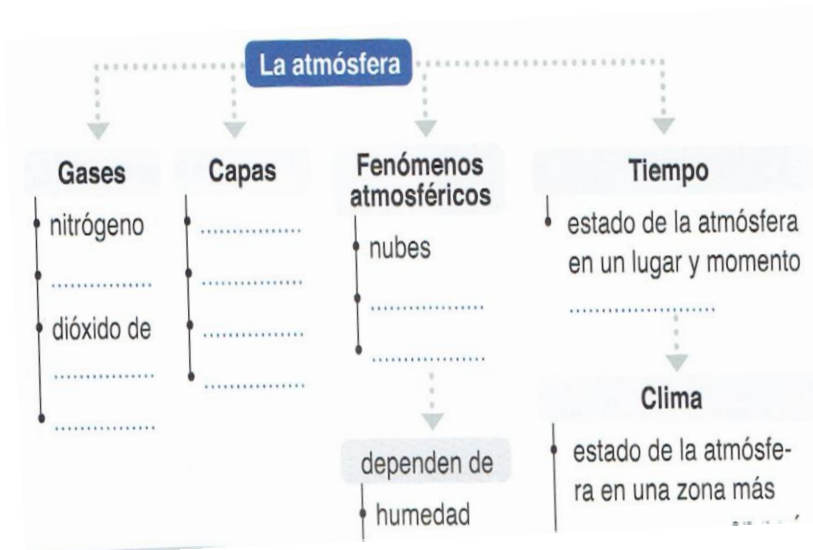 La atmósfera
Gases
nitrógeno
dióxido de
Capas
Fenómenos
atmosféricos
nubes
dependen de
humedad
Tiempo
estado de la atmósfera
en un lugar y momento
Clima
estado de la atmósfe-
ra en una zona más